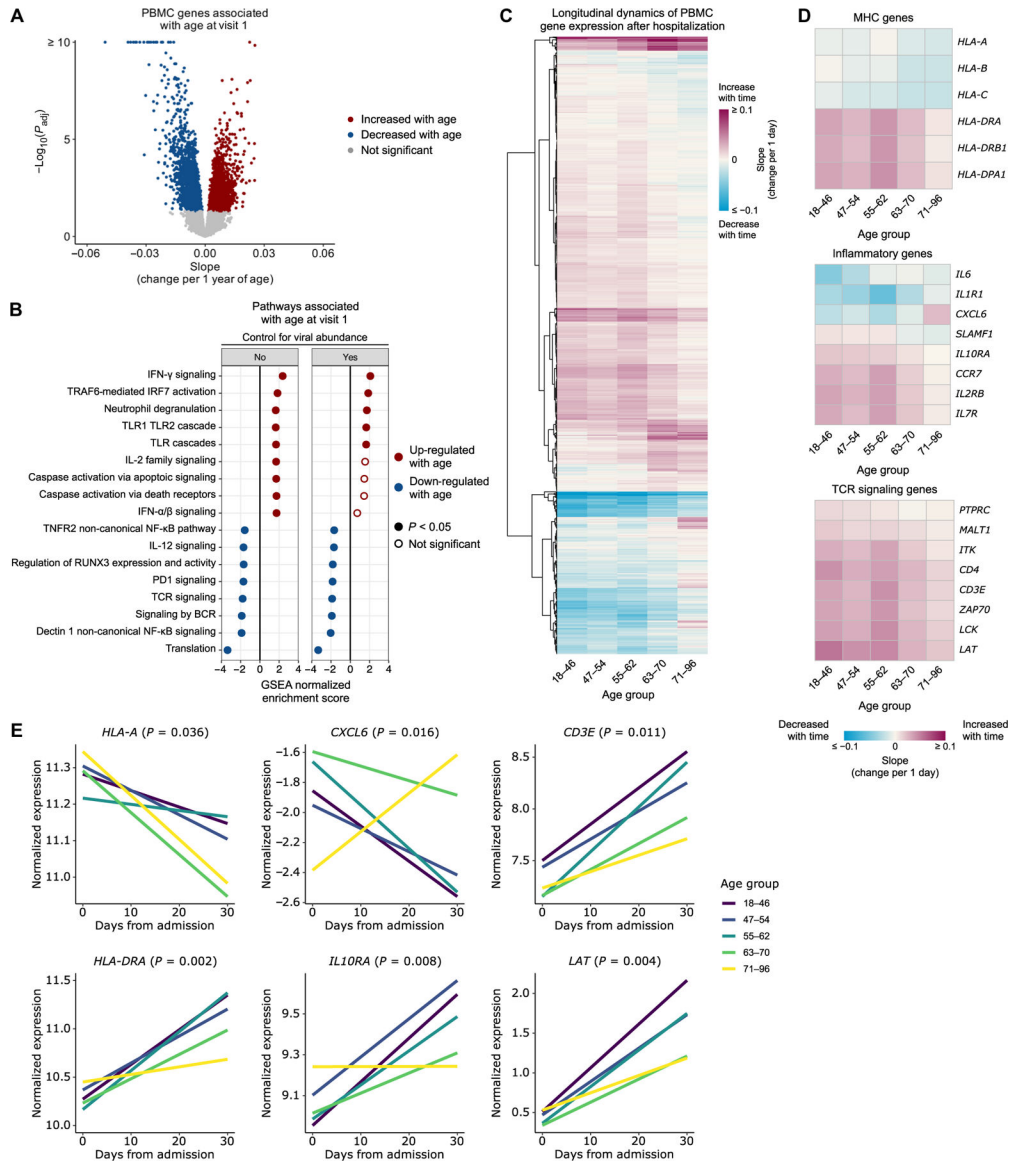 A
PBMC genes associated
with age at visit 1
≥ 10
5
0
−Log10(Padj)
−0.06
−0.03
0.00
0.03
0.06
Slope
(change per 1 year of age)
Increased with age
Decreased with age
Not significant
B
Pathways associated
with age at visit 1
Control for viral abundance
No
Yes
IFN-γ signaling
TRAF6-mediated IRF7 activation
Neutrophil degranulation
TLR1 TLR2 cascade
TLR cascades
IL-2 family signaling
Caspase activation via apoptotic signaling
Caspase activation via death receptors
IFN-α/β signaling
TNFR2 non-canonical NF-κB pathway
IL-12 signaling
Regulation of RUNX3 expression and activity
PD1 signaling
TCR signaling
Signaling by BCR
Dectin 1 non-canonical NF-κB signaling
Translation
−4 −2 0 2 4
−4 −2 0 2 4
GSEA normalized
enrichment score
Up-regulated
with age
Down-regulated
with age
P < 0.05
Not significant
C
Longitudinal dynamics of PBMC
gene expression after hospitalization
Increase
with time
≥ 0.1
0
≤ −0.1
Slope
(change per 1 day)
Decrease
with time
18–46
47–54
55–62
63–70
71–96
Age group
D
MHC genes
HLA-A
HLA-B
HLA-C
HLA-DRA
HLA-DRB1
HLA-DPA1
18–46
47–54
55–62
63–70
71–96
Age group
Inflammatory genes
IL6
IL1R1
CXCL6
SLAMF1
IL10RA
CCR7
IL2RB
IL7R
18–46
47–54
55–62
63–70
71–96
Age group
TCR signaling genes
PTPRC
MALT1
ITK
CD4
CD3E
ZAP70
LCK
LAT
18–46
47–54
55–62
63–70
71–96
Age group
Decreased
with time
≤−0.1
0
≥0.1
Increased
with time
Slope
(change per 1 day)
E
HLA-A (P = 0.036)
Normalized expression
11.3
11.2
11.1
11.0
0 10 20 30
Days from admission
CXCL6 (P = 0.016)
Normalized expression
−1.6
−1.8
−2.0
−2.2
−2.4
−2.6
0 10 20 30
Days from admission
CD3E (P = 0.011)
Normalized expression
8.5
8.0
7.5
0 10 20 30
Days from admission
HLA-DRA (P = 0.002)
Normalized expression
11.5
11.0
10.5
10.0
0 10 20 30
Days from admission
IL10RA (P = 0.008)
Normalized expression
9.5
9.3
9.1
0 10 20 30
Days from admission
LAT (P = 0.004)
Normalized expression
2.0
1.5
1.0
0.5
0 10 20 30
Days from admission
Age group
18–46
47–54
55–62
63–70
71–96